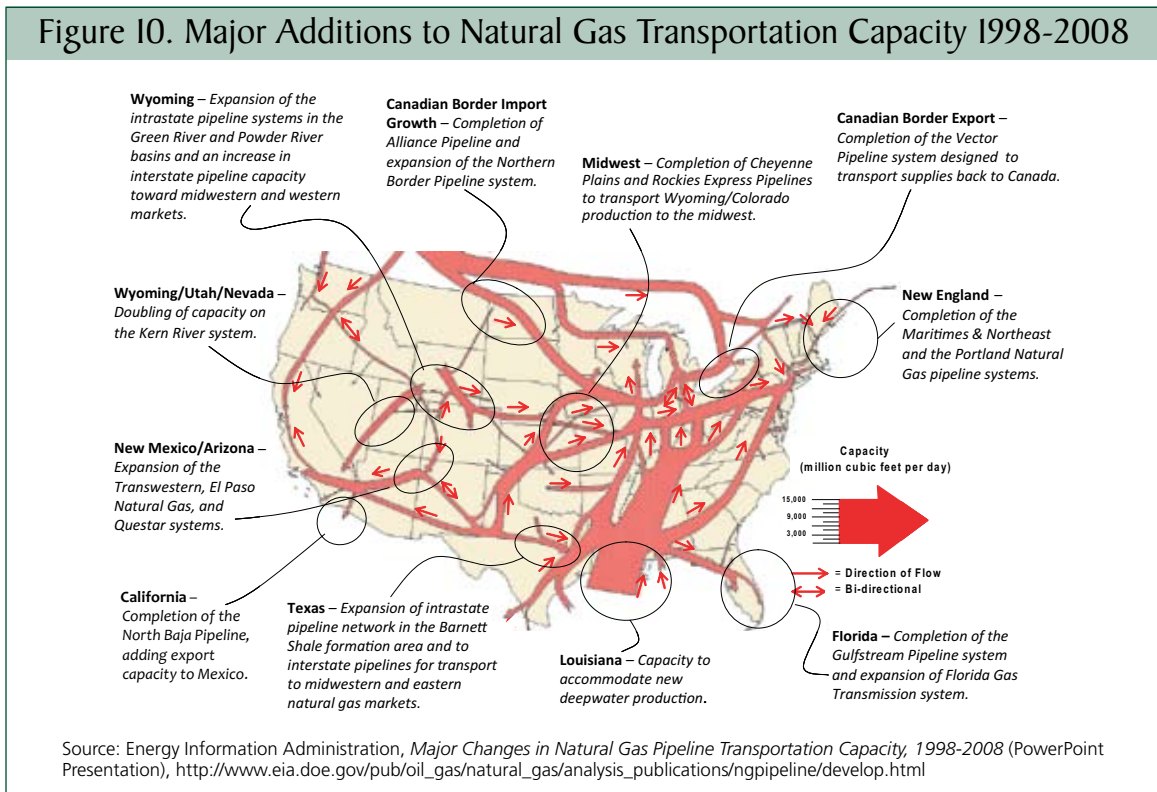 Figure 10. Major Additions to Natural Gas Transportation Capacity 1998-2008
Wyoming – Expansion of the
intrastate pipeline systems in the
Green River and Powder River
basins and an increase in
interstate pipeline capacity
toward midwestern and western
markets.
Canadian Border Import
Growth – Completion of
Alliance Pipeline and
expansion of the Northern
Border Pipeline system.
Midwest – Completion of Cheyenne
Plains and Rockies Express Pipelines
to transport Wyoming/Colorado
production to the midwest.
Canadian Border Export –
Completion of the Vector
Pipeline system designed to
transport supplies back to Canada.
Wyoming/Utah/Nevada –
Doubling of capacity on
the Kern River system.
New England –
Completion of the
Maritimes & Northeast
and the Portland Natural
Gas pipeline systems.
New Mexico/Arizona –
Expansion of the
Transwestern, El Paso
Natural Gas, and
Questar systems.
Capacity
(million cubic feet per day)
15,000
9,000
3,000
= Direction of Flow
= Bi-directional
California –
Completion of the
North Baja Pipeline,
adding export
capacity to Mexico.
Texas – Expansion of intrastate
pipeline network in the Barnett
Shale formation area and to
interstate pipelines for transport
to midwestern and eastern
natural gas markets.
Louisiana – Capacity to
accommodate new
deepwater production.
Florida – Completion of the
Gulfstream Pipeline system
and expansion of Florida Gas
Transmission system.
Source: Energy Information Administration, Major Changes in Natural Gas Pipeline Transportation Capacity, 1998-2008 (PowerPoint
Presentation), http://www.eia.doe.gov/pub/oil_gas/natural_gas/analysis_publications/ngpipeline/develop.html